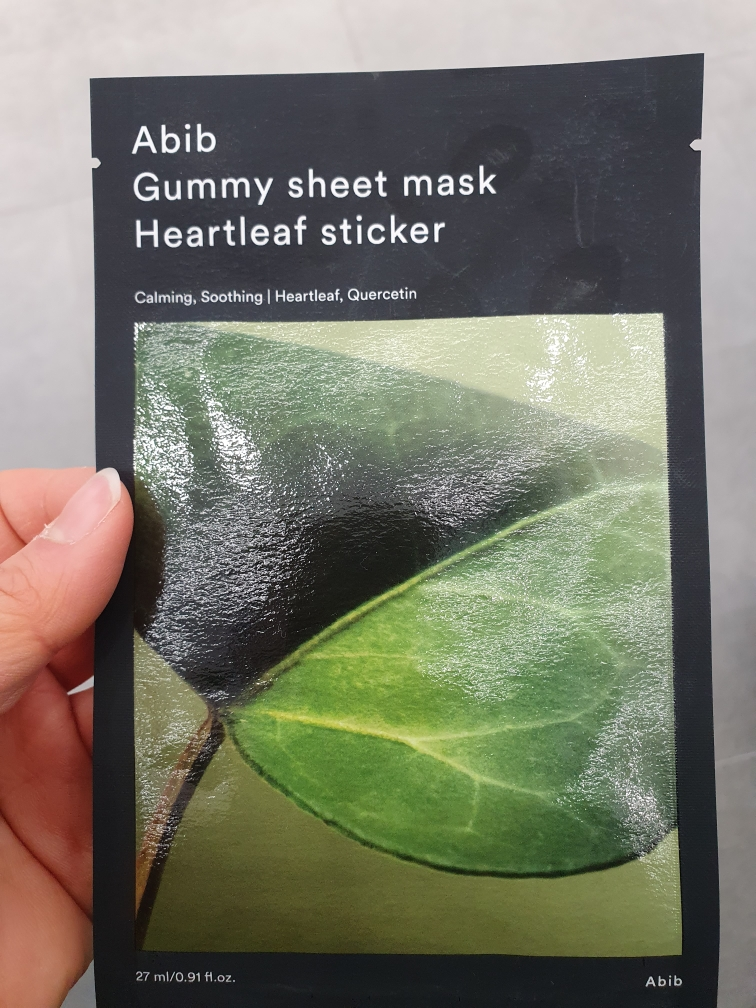 Abib
Gummy sheet mask
Heartleaf sticker
Calming, Soothing | Heartleaf, Quercetin
27 ml/0.91 fl.oz.
Abib